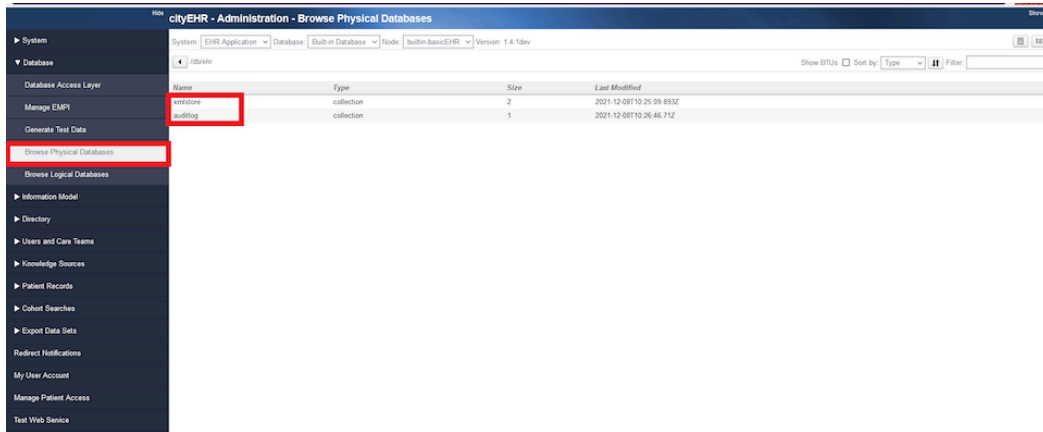 Hide
cityEHR - Administration - Browse Physical Databases
Show
▶ System
System: EHR Application Database: Built-in Database Node: builtin-basicEHR Version: 1.4.1dev
▼ Database
/db/ehr
Show BTUs Sort by: Type Filter:
Database Access Layer
Manage EMPI
Generate Test Data
Browse Physical Databases
Browse Logical Databases
▶ Information Model
▶ Directory
▶ Users and Care Teams
▶ Knowledge Sources
▶ Patient Records
▶ Cohort Searches
▶ Export Data Sets
Redirect Notifications
My User Account
Manage Patient Access
Test Web Service
Name Type Size Last Modified
xmlstore collection 2 2021-12-08T10:25:09.893Z
auditlog collection 1 2021-12-08T10:26:46.71Z